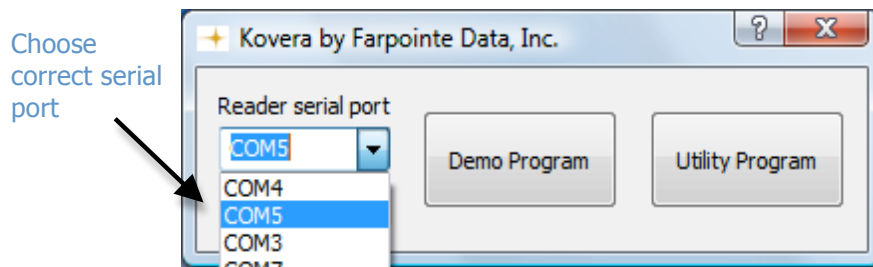 Choose
correct serial
port
Kovera by Farpointe Data, Inc.
Reader serial port
COM5
Demo Program
Utility Program
COM4
COM5
COM3